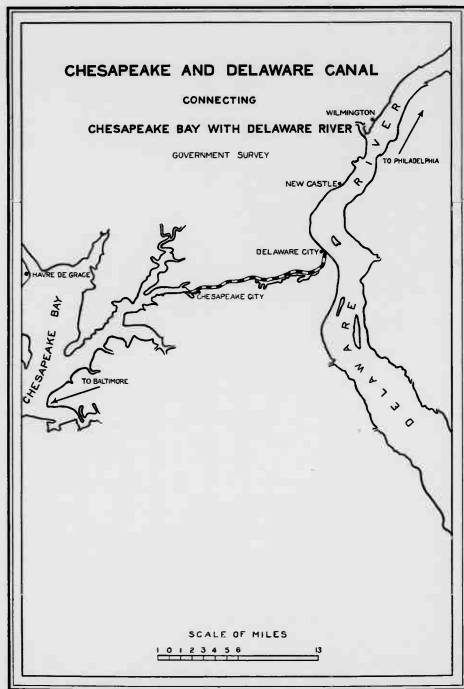 CHESAPEAKE AND DELAWARE CANAL
CONNECTING
CHESAPEAKE BAY WITH DELAWARE RIVER
GOVERNMENT SURVEY
WILMINGTON
TO PHILADELPHIA
NEW CASTLE
DELAWARE RIVER
DELAWARE CITY
HAVRE DE GRACE
CHESAPEAKE CITY
CHESAPEAKE BAY
TO BALTIMORE
SCALE OF MILES
1 0 1 2 3 4 5 6 13